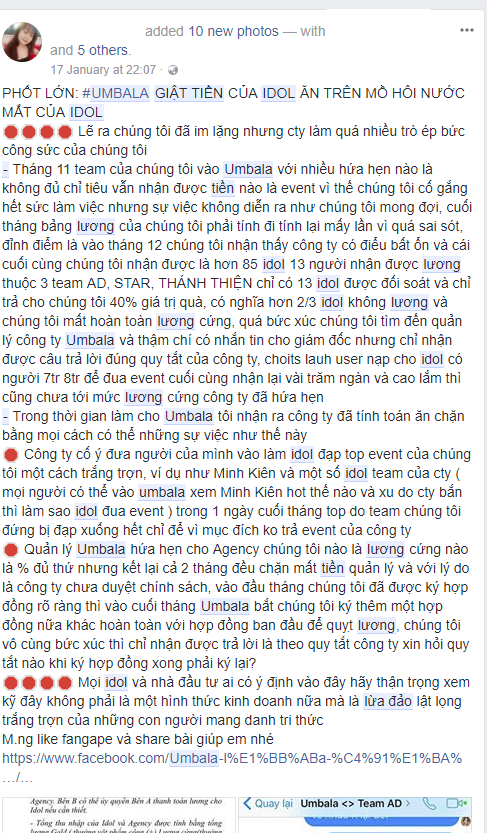 added 10 new photos — with
and 5 others.
17 January at 22:07 ·
PHỐT LỚN: #UMBALA GIẬT TIỀN CỦA IDOL ĂN TRÊN MỒ HÔI NƯỚC
MẮT CỦA IDOL
Lẽ ra chúng tôi đã im lặng nhưng cty làm quá nhiều trò ép bức
công sức của chúng tôi
- Tháng 11 team của chúng tôi vào Umbala với nhiều hứa hẹn nào là
không đủ chỉ tiêu vẫn nhận được tiền nào là event vì thế chúng tôi cố gắng
hết sức làm việc nhưng sự việc không diễn ra như chúng tôi mong đợi, cuối
tháng bảng lương của chúng tôi phải tính đi tính lại mấy lần vì quá sai sót,
đỉnh điểm là vào tháng 12 chúng tôi nhận thấy công ty có điều bất ổn và cái
cuối cùng chúng tôi nhận được là hơn 85 idol 13 người nhận được lương
thuộc 3 team AD, STAR, THÁNH THIỆN chỉ có 13 idol được đối soát và chỉ
trả cho chúng tôi 40% giá trị quà, có nghĩa hơn 2/3 idol không lương và
chúng tôi mất hoàn toàn lương cứng, quá bức xúc chúng tôi tìm đến quản
lý công ty Umbala và thậm chí có nhắn tin cho giám đốc nhưng chỉ nhận
được câu trả lời đúng quy tắt của công ty, choits lauh user nạp cho idol có
người 7tr 8tr để đua event cuối cùng nhận lại vài trăm ngàn và cao lắm thì
cũng chưa tới mức lương cứng công ty đã hứa hẹn
- Trong thời gian làm cho Umbala tôi nhận ra công ty đã tính toán ăn chặn
bằng mọi cách có thể những sự việc như thế này
Công ty cố ý đưa người của mình vào làm idol đạp top event của chúng
tôi một cách trắng trợn, ví dụ như Minh Kiên và một số idol team của cty (
mọi người có thể vào umbala xem Minh Kiên hot thế nào và xu do cty bắn
thì làm sao idol đua event ) trong 1 ngày cuối tháng top do team chúng tôi
đứng bị đạp xuống hết chỉ để vì mục đích ko trả event của công ty
Quản lý Umbala hứa hẹn cho Agency chúng tôi nào là lương cứng nào
là % đủ thứ nhưng kết lại cả 2 tháng đều chặn mất tiền quản lý và với lý do
là công ty chưa duyệt chính sách, vào đầu tháng chúng tôi đã được ký hợp
đồng rõ ràng thì vào cuối tháng Umbala bắt chúng tôi ký thêm một hợp
đồng nữa khác hoàn toàn với hợp đồng ban đầu để quỵt lương, chúng tôi
vô cùng bức xúc thì chỉ nhận được trả lời là theo quy tắt công ty xin hỏi quy
tắt nào khi ký hợp đồng xong phải ký lại?
Mọi idol và nhà đầu tư ai có ý định vào đây hãy thận trọng xem
kỹ đây không phải là một hình thức kinh doanh nữa mà là lừa đảo lật lọng
trắng trợn của những con người mang danh tri thức
M.ng like fangape và share bài giúp em nhé
https://www.facebook.com/Umbala-l%E1%BB%ABa-%C4%91%E1%BA%
…/…
Agency. Bên B có thể ủy quyền Bên A thanh toán lương cho
Idol nếu cần thiết.
- Tổng thu nhập của Idol và Agency được tính bằng tổng
Quay lại Umbala <> Team AD >